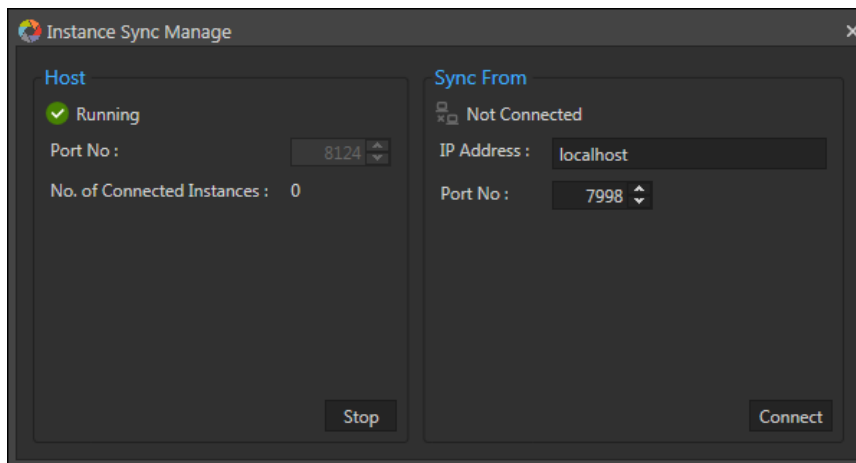 Instance Sync Manage
Host
Running
Port No :
8124
No. of Connected Instances :
0
Stop
Sync From
Not Connected
IP Address :
localhost
Port No :
7998
Connect